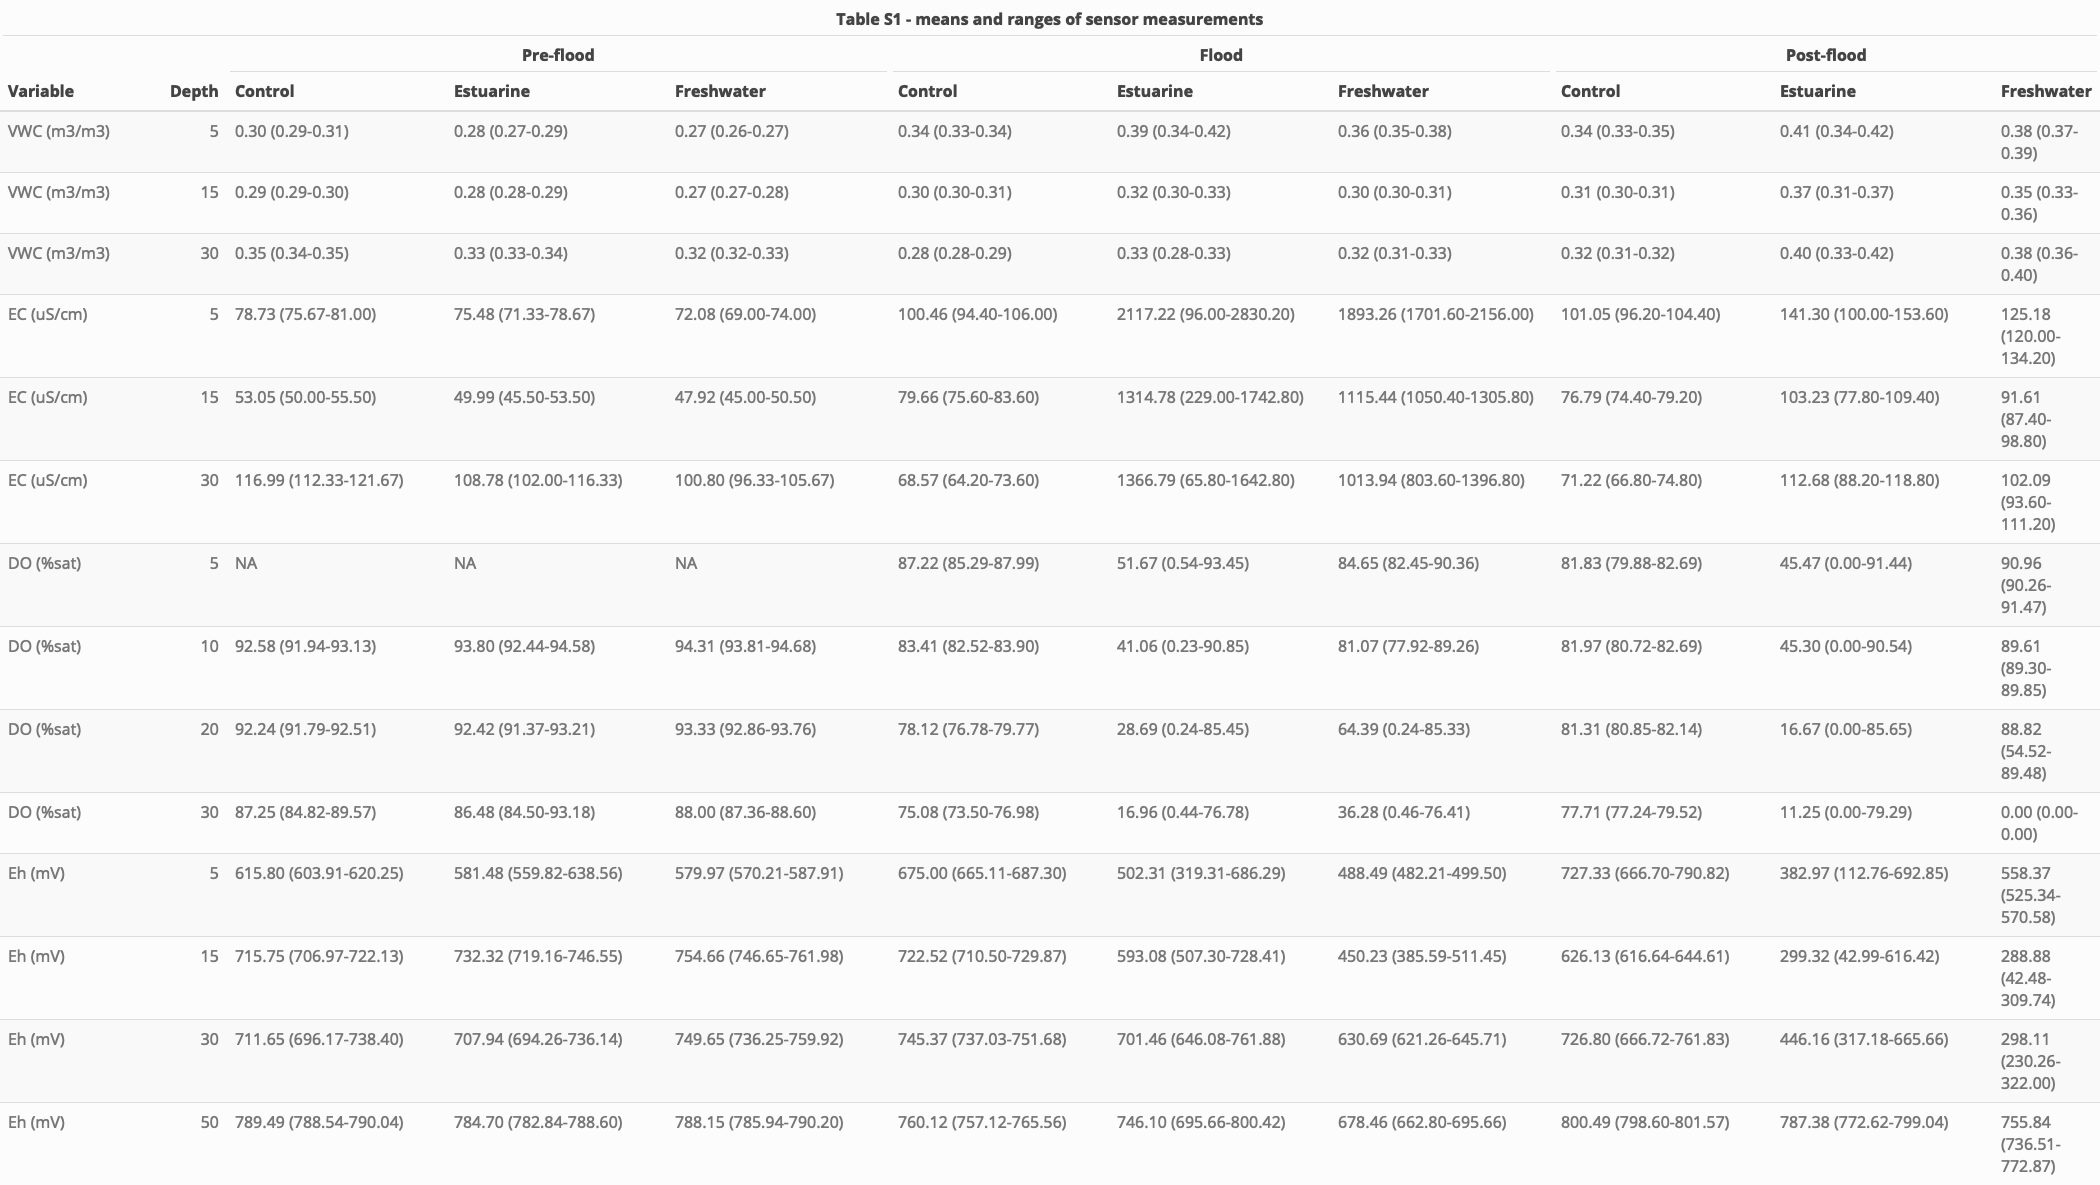 Table S1 - means and ranges of sensor measurements
Pre-flood Flood Post-flood
Variable Depth Control Estuarine Freshwater Control Estuarine Freshwater Control Estuarine Freshwater
VWC (m3/m3) 5 0.30 (0.29-0.31) 0.28 (0.27-0.29) 0.27 (0.26-0.27) 0.34 (0.33-0.34) 0.39 (0.34-0.42) 0.36 (0.35-0.38) 0.34 (0.33-0.35) 0.41 (0.34-0.42) 0.38 (0.37-
0.39)
VWC (m3/m3) 15 0.29 (0.29-0.30) 0.28 (0.28-0.29) 0.27 (0.27-0.28) 0.30 (0.30-0.31) 0.32 (0.30-0.33) 0.30 (0.30-0.31) 0.31 (0.30-0.31) 0.37 (0.31-0.37) 0.35 (0.33-
0.36)
VWC (m3/m3) 30 0.35 (0.34-0.35) 0.33 (0.33-0.34) 0.32 (0.32-0.33) 0.28 (0.28-0.29) 0.33 (0.28-0.33) 0.32 (0.31-0.33) 0.32 (0.31-0.32) 0.40 (0.33-0.42) 0.38 (0.36-
0.40)
EC (uS/cm) 5 78.73 (75.67-81.00) 75.48 (71.33-78.67) 72.08 (69.00-74.00) 100.46 (94.40-106.00) 2117.22 (96.00-2830.20) 1893.26 (1701.60-2156.00) 101.05 (96.20-104.40) 141.30 (100.00-153.60) 125.18
(120.00-
134.20)
EC (uS/cm) 15 53.05 (50.00-55.50) 49.99 (45.50-53.50) 47.92 (45.00-50.50) 79.66 (75.60-83.60) 1314.78 (229.00-1742.80) 1115.44 (1050.40-1305.80) 76.79 (74.40-79.20) 103.23 (77.80-109.40) 91.61
(87.40-
98.80)
EC (uS/cm) 30 116.99 (112.33-121.67) 108.78 (102.00-116.33) 100.80 (96.33-105.67) 68.57 (64.20-73.60) 1366.79 (65.80-1642.80) 1013.94 (803.60-1396.80) 71.22 (66.80-74.80) 112.68 (88.20-118.80) 102.09
(93.60-
111.20)
DO (%sat) 5 NA NA NA 87.22 (85.29-87.99) 51.67 (0.54-93.45) 84.65 (82.45-90.36) 81.83 (79.88-82.69) 45.47 (0.00-91.44) 90.96
(90.26-
91.47)
DO (%sat) 10 92.58 (91.94-93.13) 93.80 (92.44-94.58) 94.31 (93.81-94.68) 83.41 (82.52-83.90) 41.06 (0.23-90.85) 81.07 (77.92-89.26) 81.97 (80.72-82.69) 45.30 (0.00-90.54) 89.61
(89.30-
89.85)
DO (%sat) 20 92.24 (91.79-92.51) 92.42 (91.37-93.21) 93.33 (92.86-93.76) 78.12 (76.78-79.77) 28.69 (0.24-85.45) 64.39 (0.24-85.33) 81.31 (80.85-82.14) 16.67 (0.00-85.65) 88.82
(54.52-
89.48)
DO (%sat) 30 87.25 (84.82-89.57) 86.48 (84.50-93.18) 88.00 (87.36-88.60) 75.08 (73.50-76.98) 16.96 (0.44-76.78) 36.28 (0.46-76.41) 77.71 (77.24-79.52) 11.25 (0.00-79.29) 0.00 (0.00-
0.00)
Eh (mV) 5 615.80 (603.91-620.25) 581.48 (559.82-638.56) 579.97 (570.21-587.91) 675.00 (665.11-687.30) 502.31 (319.31-686.29) 488.49 (482.21-499.50) 727.33 (666.70-790.82) 382.97 (112.76-692.85) 558.37
(525.34-
570.58)
Eh (mV) 15 715.75 (706.97-722.13) 732.32 (719.16-746.55) 754.66 (746.65-761.98) 722.52 (710.50-729.87) 593.08 (507.30-728.41) 450.23 (385.59-511.45) 626.13 (616.64-644.61) 299.32 (42.99-616.42) 288.88
(42.48-
309.74)
Eh (mV) 30 711.65 (696.17-738.40) 707.94 (694.26-736.14) 749.65 (736.25-759.92) 745.37 (737.03-751.68) 701.46 (646.08-761.88) 630.69 (621.26-645.71) 726.80 (666.72-761.83) 446.16 (317.18-665.66) 298.11
(230.26-
322.00)
Eh (mV) 50 789.49 (788.54-790.04) 784.70 (782.84-788.60) 788.15 (785.94-790.20) 760.12 (757.12-765.56) 746.10 (695.66-800.42) 678.46 (662.80-695.66) 800.49 (798.60-801.57) 787.38 (772.62-799.04) 755.84
(736.51-
772.87)